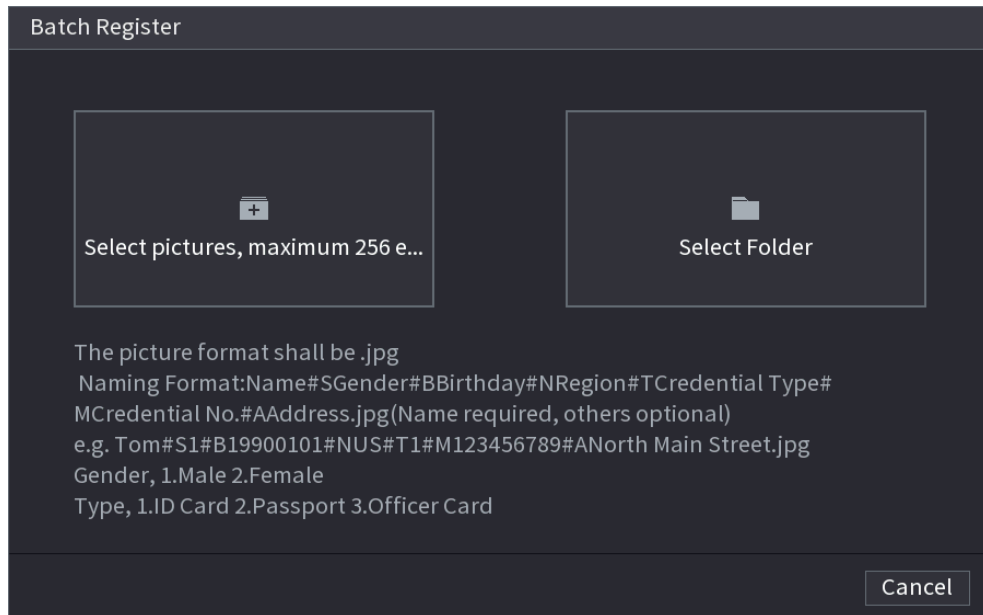 Batch Register
Select pictures, maximum 256 e...
Select Folder
The picture format shall be .jpg
Naming Format:Name#SGender#BBirthday#NRegion#TCredential Type#
MCredential No.#AAddress.jpg(Name required, others optional)
e.g. Tom#S1#B19900101#NUS#T1#M123456789#ANorth Main Street.jpg
Gender, 1.Male 2.Female
Type, 1.ID Card 2.Passport 3.Officer Card
Cancel